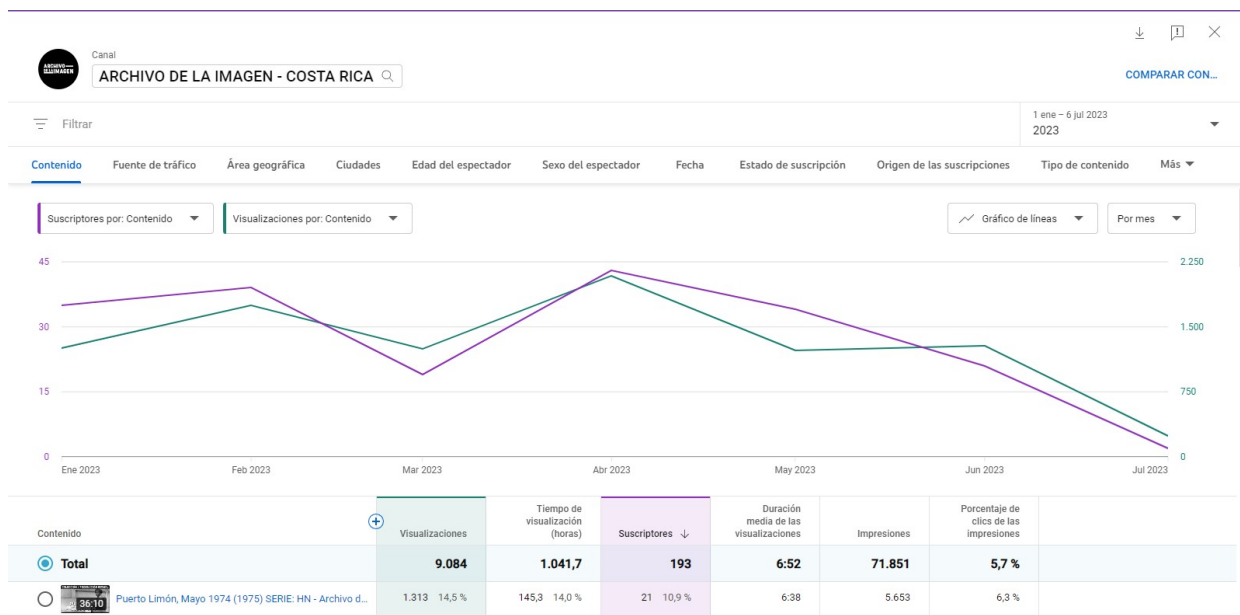 Canal
ARCHIVO DE LA IMAGEN - COSTA RICA
COMPARAR CON...
Filtrar
1 ene – 6 jul 2023
2023
Contenido Fuente de tráfico Área geográfica Ciudades Edad del espectador Sexo del espectador Fecha Estado de suscripción Origen de las suscripciones Tipo de contenido Más
Suscriptores por: Contenido Visualizaciones por: Contenido Gráfico de líneas Por mes
45 2.250
30 1.500
15 750
0 0
Ene 2023 Feb 2023 Mar 2023 Abr 2023 May 2023 Jun 2023 Jul 2023
Contenido Visualizaciones Tiempo de visualización (horas) Suscriptores Duración media de las visualizaciones Impresiones Porcentaje de clics de las impresiones
Total 9.084 1.041,7 193 6:52 71.851 5,7 %
36:10 Puerto Limón, Mayo 1974 (1975) SERIE: HN - Archivo d... 1.313 14,5 % 145,3 14,0 % 21 10,9 % 6:38 5.653 6,3 %